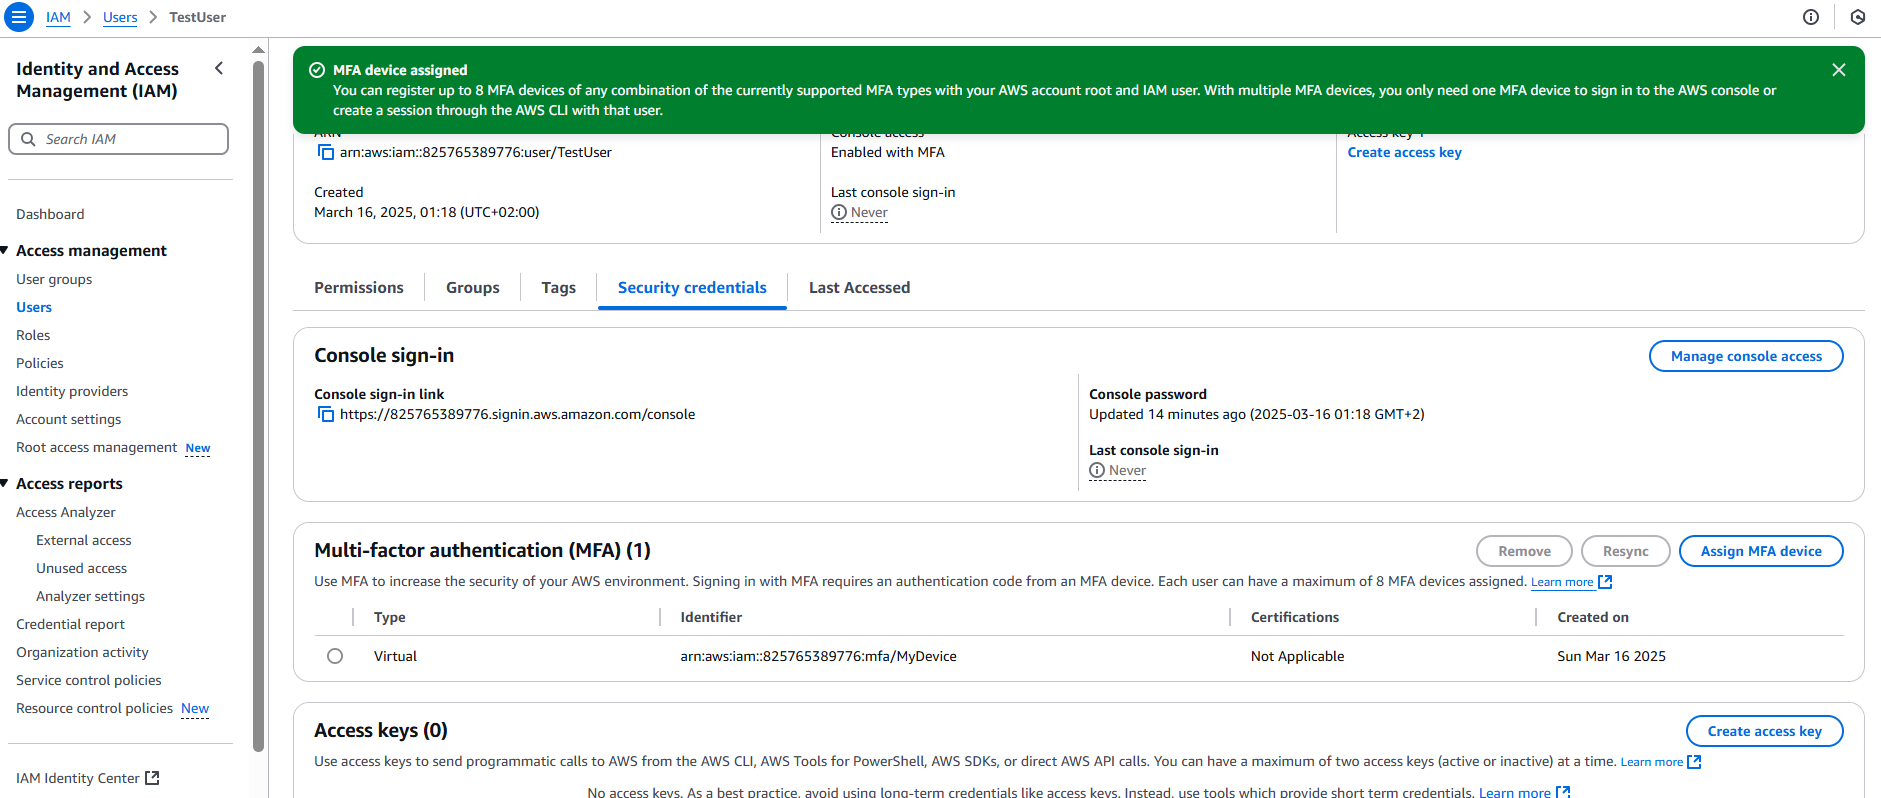 IAM > Users > TestUser
Identity and Access
Management (IAM)
Search IAM
Dashboard
Access management
User groups
Users
Roles
Policies
Identity providers
Account settings
Root access management New
Access reports
Access Analyzer
External access
Unused access
Analyzer settings
Credential report
Organization activity
Service control policies
Resource control policies New
IAM Identity Center
MFA device assigned
You can register up to 8 MFA devices of any combination of the currently supported MFA types with your AWS account root and IAM user. With multiple MFA devices, you only need one MFA device to sign in to the AWS console or
create a session through the AWS CLI with that user.
ARN
arn:aws:iam::825765389776:user/TestUser
Created
March 16, 2025, 01:18 (UTC+02:00)
Console access
Enabled with MFA
Last console sign-in
Never
Access key 1
Create access key
Permissions
Groups
Tags
Security credentials
Last Accessed
Console sign-in
Manage console access
Console sign-in link
https://825765389776.signin.aws.amazon.com/console
Console password
Updated 14 minutes ago (2025-03-16 01:18 GMT+2)
Last console sign-in
Never
Multi-factor authentication (MFA) (1)
Remove
Resync
Assign MFA device
Use MFA to increase the security of your AWS environment. Signing in with MFA requires an authentication code from an MFA device. Each user can have a maximum of 8 MFA devices assigned. Learn more
Type Identifier Certifications Created on
Virtual arn:aws:iam::825765389776:mfa/MyDevice Not Applicable Sun Mar 16 2025
Access keys (0)
Create access key
Use access keys to send programmatic calls to AWS from the AWS CLI, AWS Tools for PowerShell, AWS SDKs, or direct AWS API calls. You can have a maximum of two access keys (active or inactive) at a time. Learn more
No access keys. As a best practice, avoid using long-term credentials like access keys. Instead, use tools which provide short term credentials. Learn more